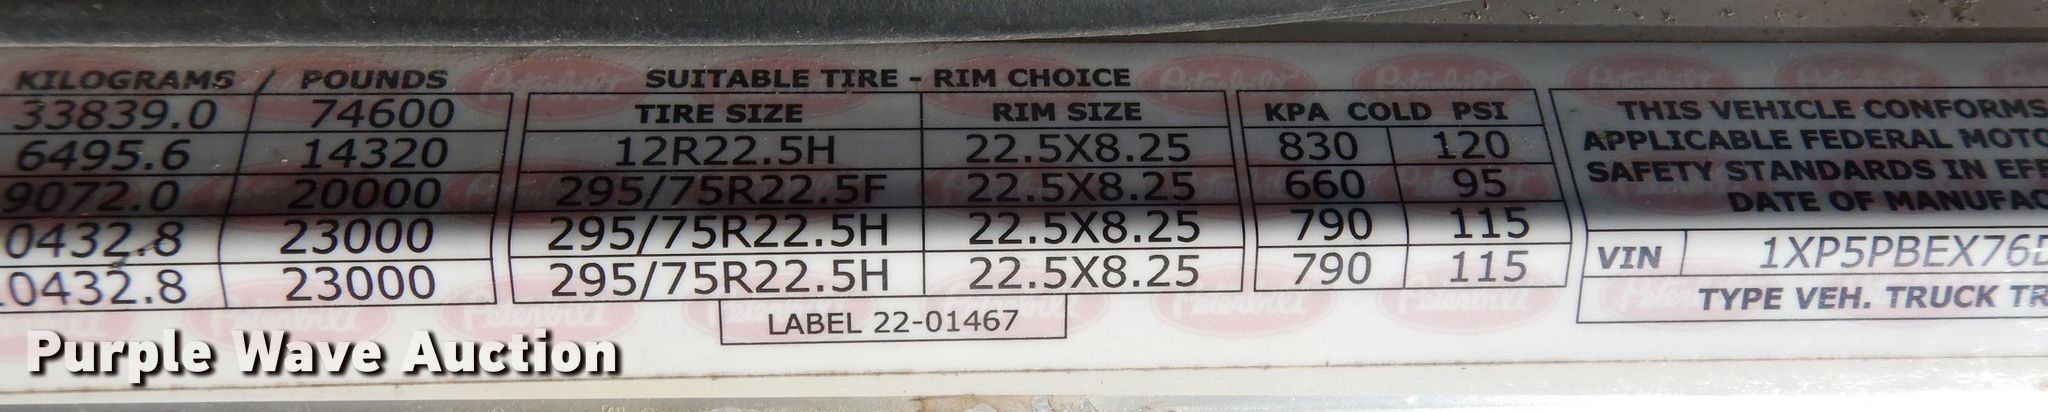 KILOGRAMS / POUNDS SUITABLE TIRE - RIM CHOICE
33839.0 74600 TIRE SIZE RIM SIZE KPA COLD PSI THIS VEHICLE CONFORMS
6495.6 14320 12R22.5H 22.5X8.25 830 120 APPLICABLE FEDERAL MOTO
9072.0 20000 295/75R22.5F 22.5X8.25 660 95 SAFETY STANDARDS IN EFF
0432.8 23000 295/75R22.5H 22.5X8.25 790 115 DATE OF MANUFAC
10432.8 23000 295/75R22.5H 22.5X8.25 790 115 VIN 1XP5PBEX76D
LABEL 22-01467 TYPE VEH. TRUCK TR
Peterbilt
Purple Wave Auction